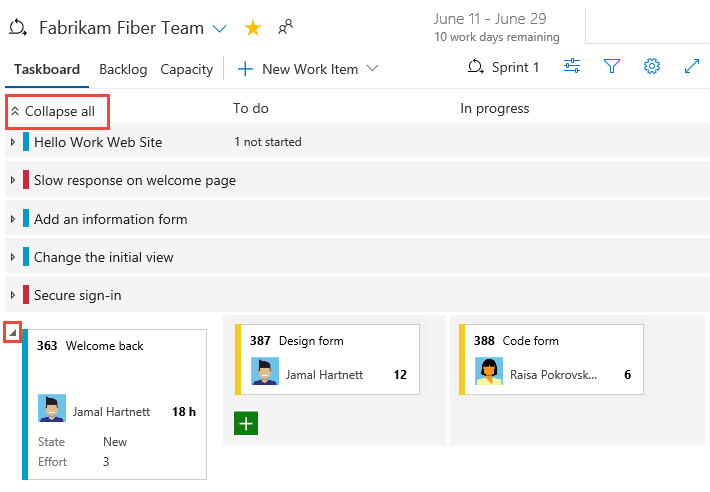 Fabrikam Fiber Team
June 11 - June 29
10 work days remaining
Taskboard Backlog Capacity New Work Item Sprint 1
Collapse all To do In progress
Hello Work Web Site 1 not started
Slow response on welcome page
Add an information form
Change the initial view
Secure sign-in
363 Welcome back
Jamal Hartnett 18 h
State New
Effort 3
387 Design form
Jamal Hartnett 12
388 Code form
Raisa Pokrovsk... 6